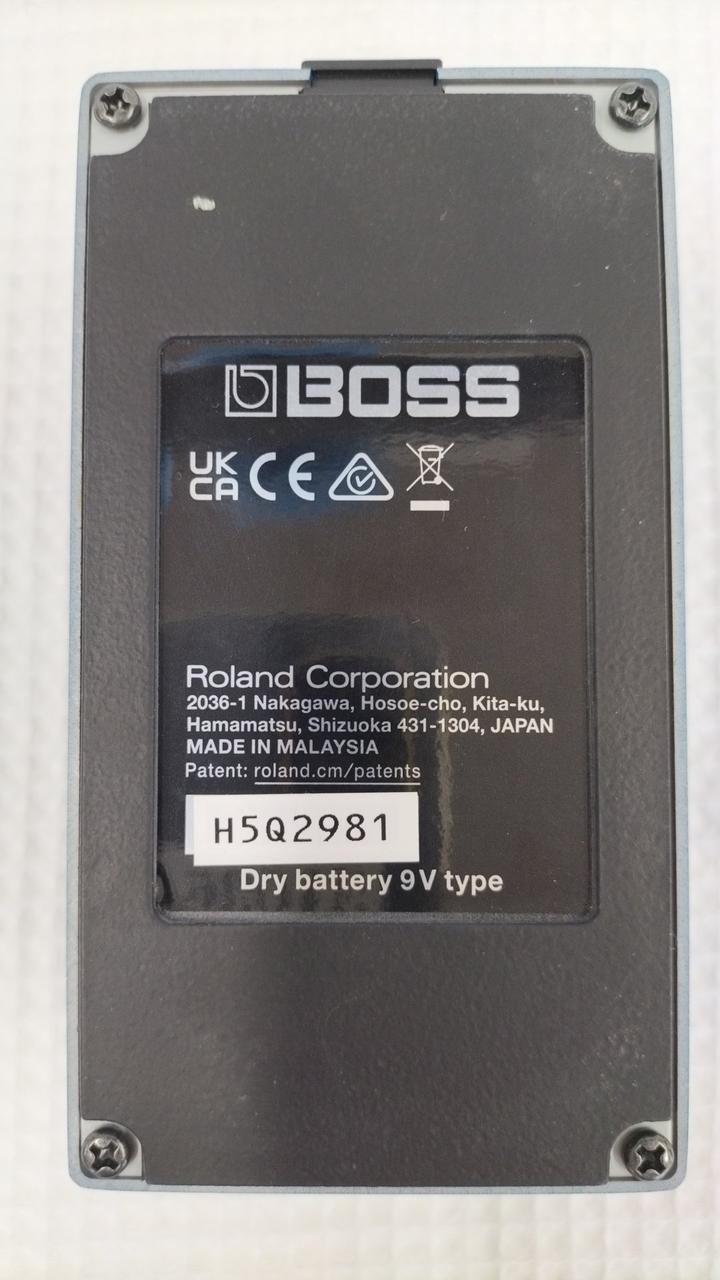 BOSS
UK
CA CE
Roland Corporation
2036-1 Nakagawa, Hosoe-cho, Kita-ku,
Hamamatsu, Shizuoka 431-1304, JAPAN
MADE IN MALAYSIA
Patent: roland.cm/patents
H5Q2981
Dry battery 9V type